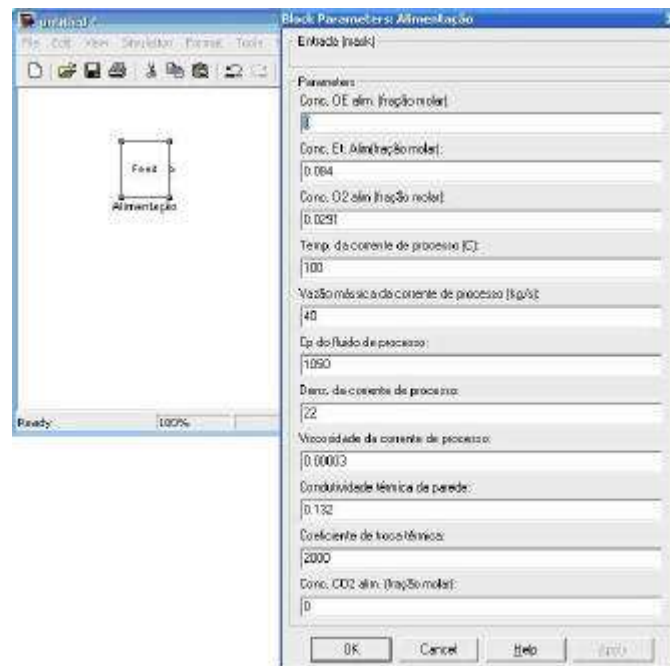 File Edit View Simulation Format Tools
Feed
Alimentação
Ready 100%
Block Parameters: Alimentação
Entrada (mask)
Parameters
Conc. OE alim. (fração molar):
0
Conc. Et. Alim(fração molar):
0.084
Conc. O2 alim (fração molar):
0.0291
Temp. da corrente de processo (C):
100
Vazão mássica da corrente de processo (kg/s):
40
Cp do fluido de processo:
1090
Dens. da corrente de processo:
22
Viscosidade da corrente de processo:
0.00003
Condutividade térmica da parede:
0.132
Coeficiente de troca térmica:
2000
Conc. CO2 alim. (fração molar):
0
OK Cancel Help Apply